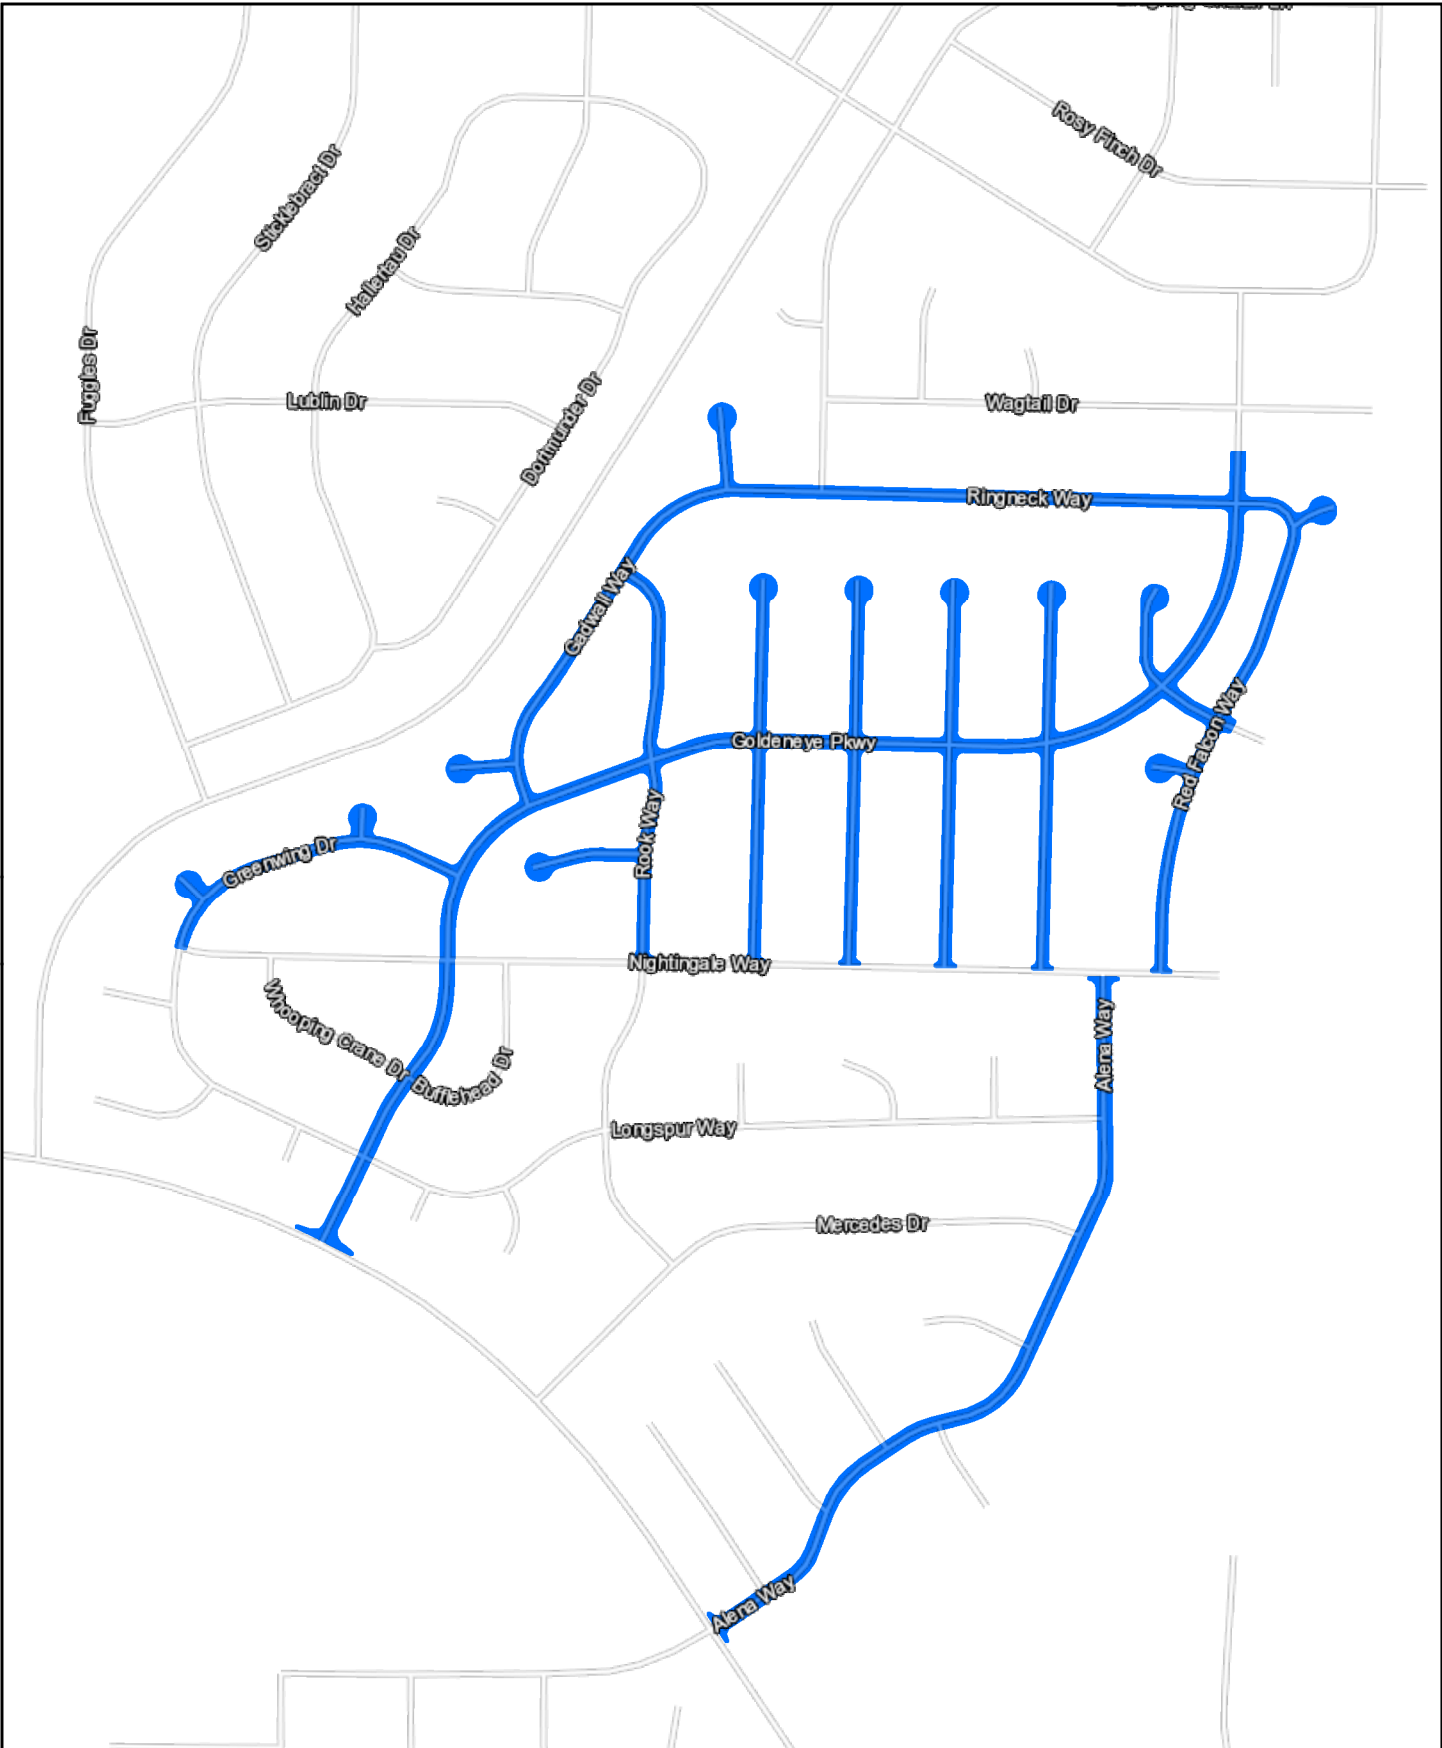 Rosy Finch Dr
Sticklebract Dr
Hallertau Dr
Fuggles Dr
Lublin Dr
Dortmunder Dr
Wagtail Dr
Ringneck Way
Gadwall Way
Red Falcon Way
Goldeneye Pkwy
Rook Way
Greenwing Dr
Nightingale Way
Whooping Crane Dr
Bufflehead Dr
Alena Way
Longspur Way
Mercedes Dr
Alena Way